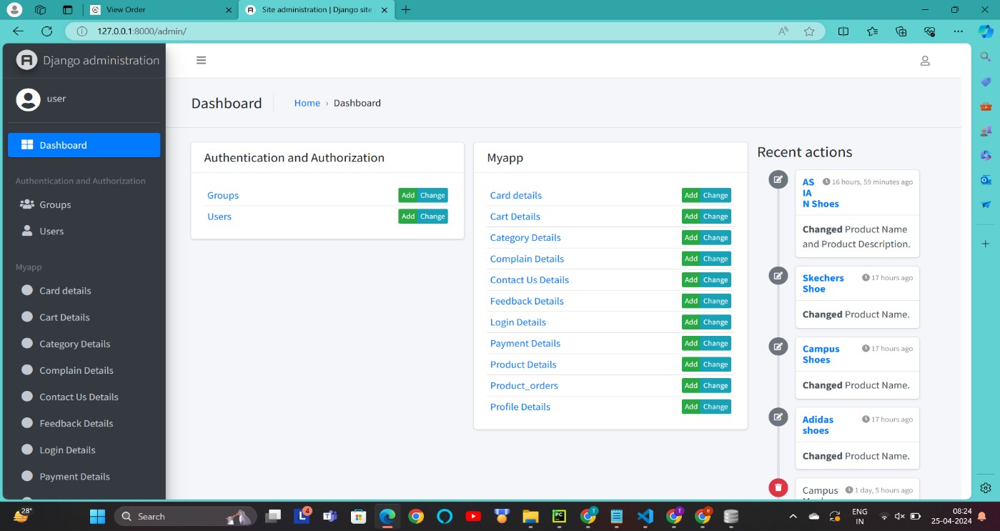 View Order
Site administration | Django site
127.0.0.1:8000/admin/
Django administration
user
Dashboard
Authentication and Authorization
Groups
Users
Myapp
Card details
Cart Details
Category Details
Complain Details
Contact Us Details
Feedback Details
Login Details
Payment Details
Dashboard
Home › Dashboard
Authentication and Authorization
Groups Add Change
Users Add Change
Myapp
Card details Add Change
Cart Details Add Change
Category Details Add Change
Complain Details Add Change
Contact Us Details Add Change
Feedback Details Add Change
Login Details Add Change
Payment Details Add Change
Product Details Add Change
Product_orders Add Change
Profile Details Add Change
Recent actions
AS 16 hours, 59 minutes ago
IA
N Shoes
Changed Product Name
and Product Description.
Skechers 17 hours ago
Shoe
Changed Product Name.
Campus 17 hours ago
Shoes
Changed Product Name.
Adidas 17 hours ago
shoes
Changed Product Name.
Campus 1 day, 5 hours ago
28°
Search
4
ENG
IN
08:24
25-04-2024